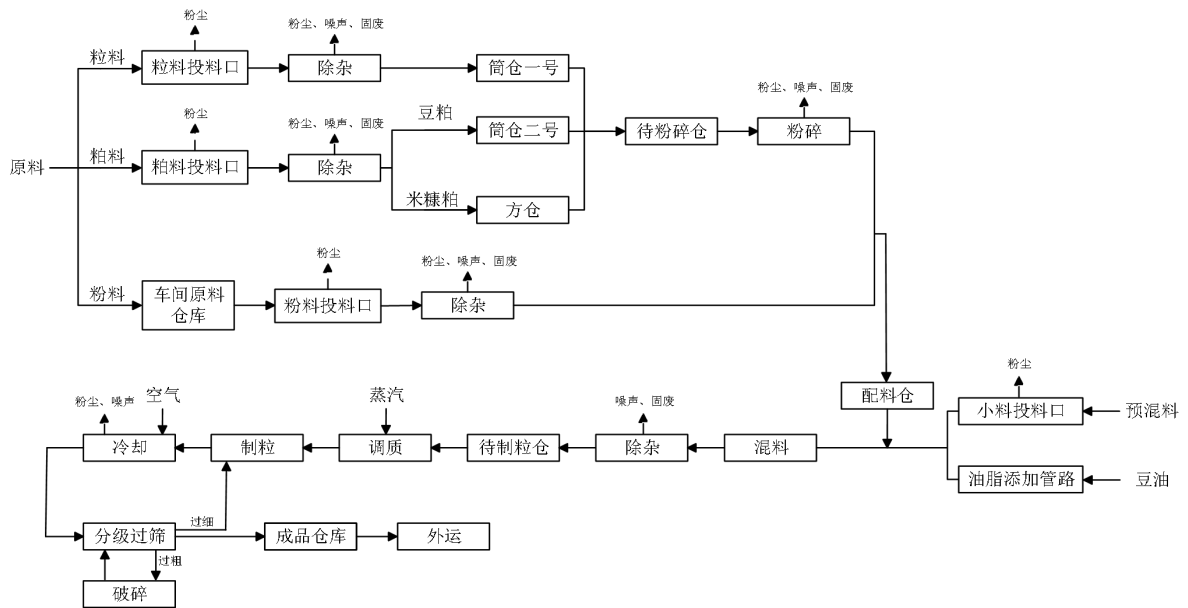 粉尘
粉尘、噪声、固废
粒料
粒料投料口
除杂
筒仓一号
粉尘
粉尘、噪声、固废
豆粕
筒仓二号
待粉碎仓
粉尘、噪声、固废
粉碎
原料
粕料
粕料投料口
除杂
米糠粕
方仓
粉尘
粉尘、噪声、固废
粉料
车间原料
仓库
粉料投料口
除杂
配料仓
粉尘
小料投料口
预混料
油脂添加管路
豆油
粉尘、噪声
空气
蒸汽
噪声、固废
冷却
制粒
调质
待制粒仓
除杂
混料
分级过筛
过细
成品仓库
外运
过粗
破碎